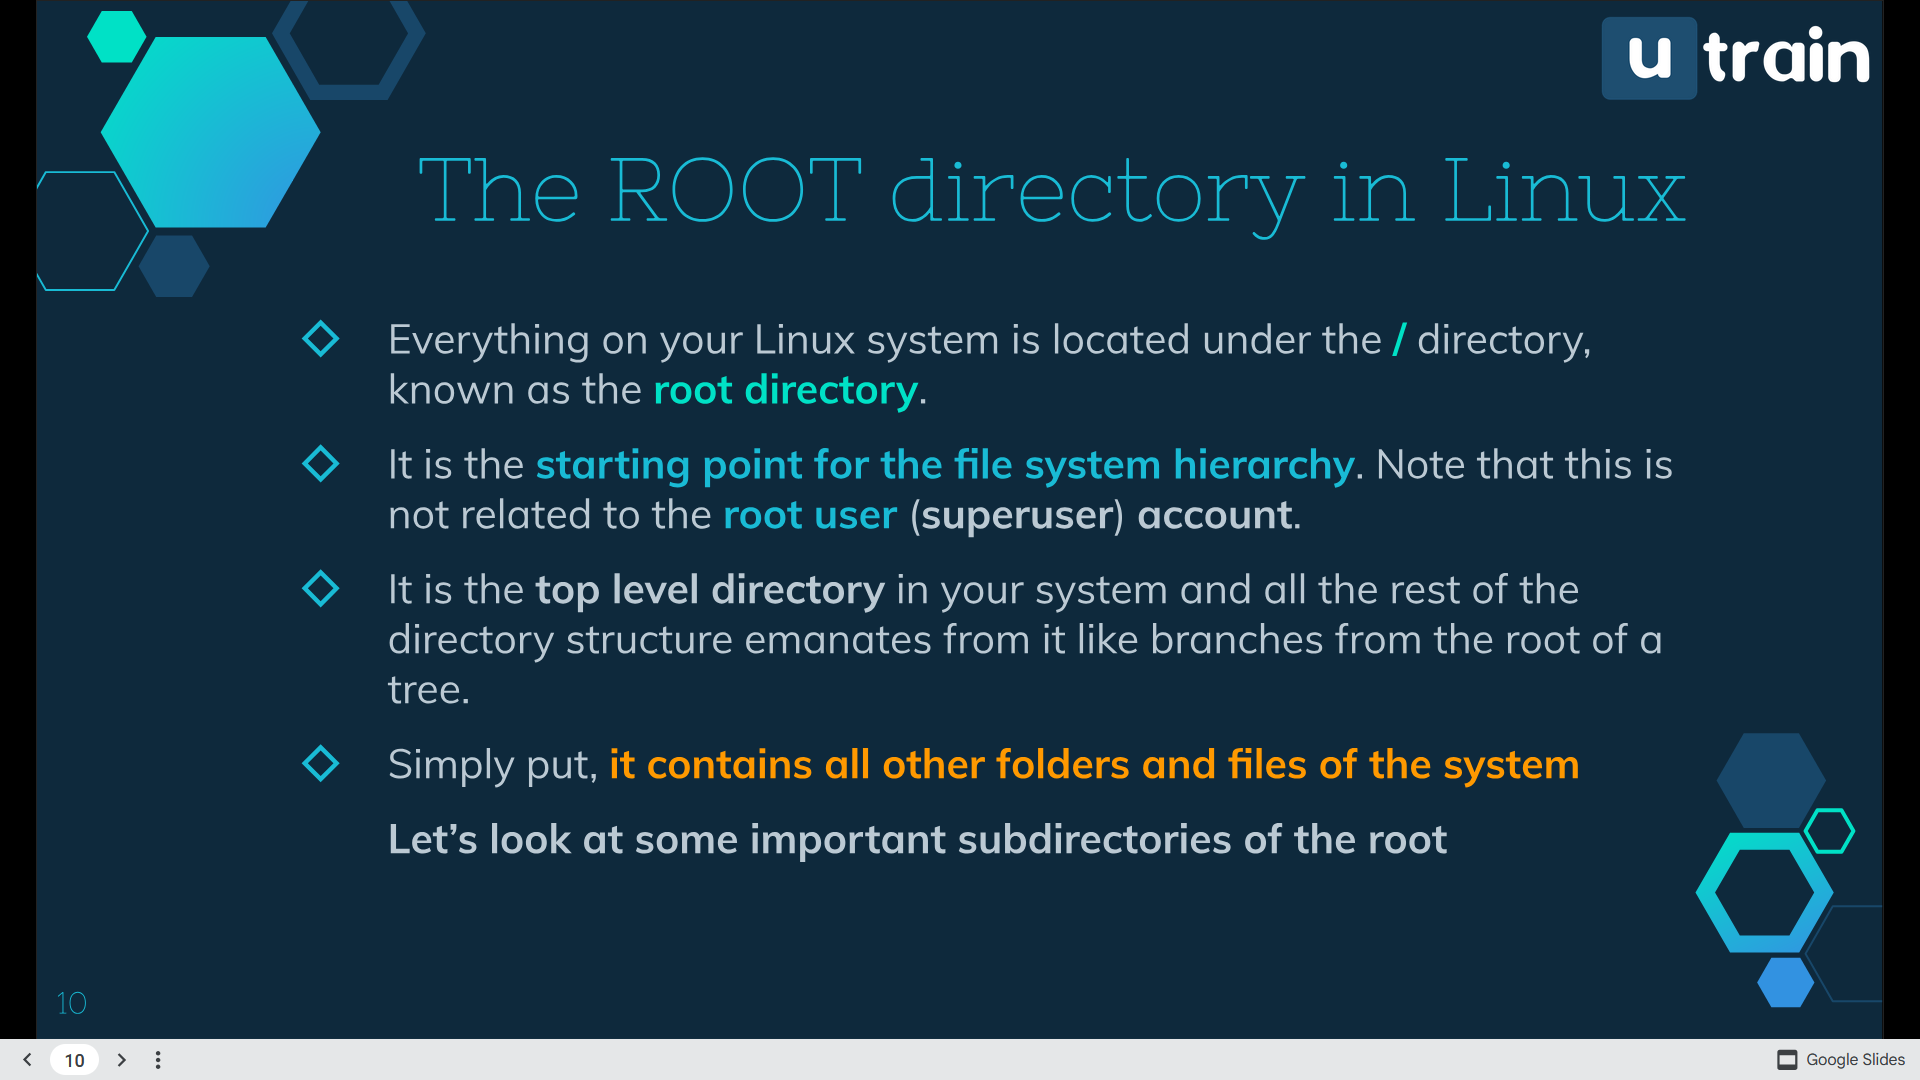 u train
The ROOT directory in Linux
Everything on your Linux system is located under the / directory,
known as the root directory.
It is the starting point for the file system hierarchy. Note that this is
not related to the root user (superuser) account.
It is the top level directory in your system and all the rest of the
directory structure emanates from it like branches from the root of a
tree.
Simply put, it contains all other folders and files of the system
Let’s look at some important subdirectories of the root
10
10
Google Slides